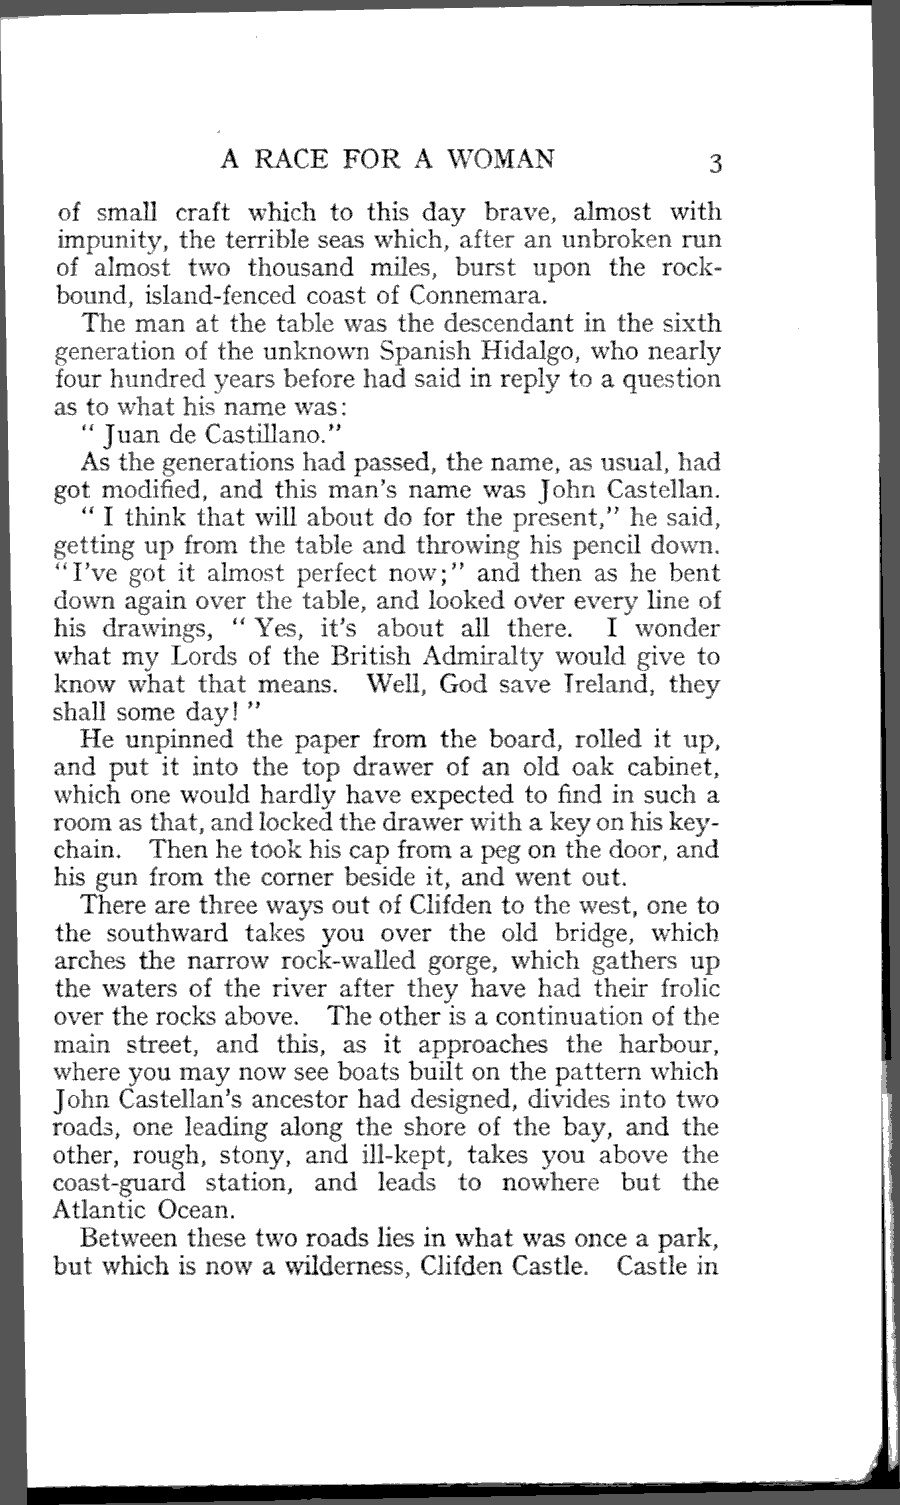 A RACE FOR A WOMAN 3
of small craft which to this day brave, almost with
impunity, the terrible seas which, after an unbroken run
of almost two thousand miles, burst upon the rock-
bound, island-fenced coast of Connemara.
The man at the table was the descendant in the sixth
generation of the unknown Spanish Hidalgo, who nearly
four hundred years before had said in reply to a question
as to what his name was:
" Juan de Castillano."
As the generations had passed, the name, as usual, had
got modified, and this man's name was John Castellan.
" I think that will about do for the present," he said,
getting up from the table and throwing his pencil down.
"I've got it almost perfect now;" and then as he bent
down again over the table, and looked over every line of
his drawings, " Yes, it's about all there. I wonder
what my Lords of the British Admiralty would give to
know what that means. Well, God save Ireland, they
shall some day! "
He unpinned the paper from the board, rolled it up,
and put it into the top drawer of an old oak cabinet,
which one would hardly have expected to find in such a
room as that, and locked the drawer with a key on his key-
chain. Then he took his cap from a peg on the door, and
his gun from the corner beside it, and went out.
There are three ways out of Clifden to the west, one to
the southward takes you over the old bridge, which
arches the narrow rock-walled gorge, which gathers up
the waters of the river after they have had their frolic
over the rocks above. The other is a continuation of the
main street, and this, as it approaches the harbour,
where you may now see boats built on the pattern which
John Castellan's ancestor had designed, divides into two
roads, one leading along the shore of the bay, and the
other, rough, stony, and ill-kept, takes you above the
coast-guard station, and leads to nowhere but the
Atlantic Ocean.
Between these two roads lies in what was once a park,
but which is now a wilderness, Clifden Castle. Castle in